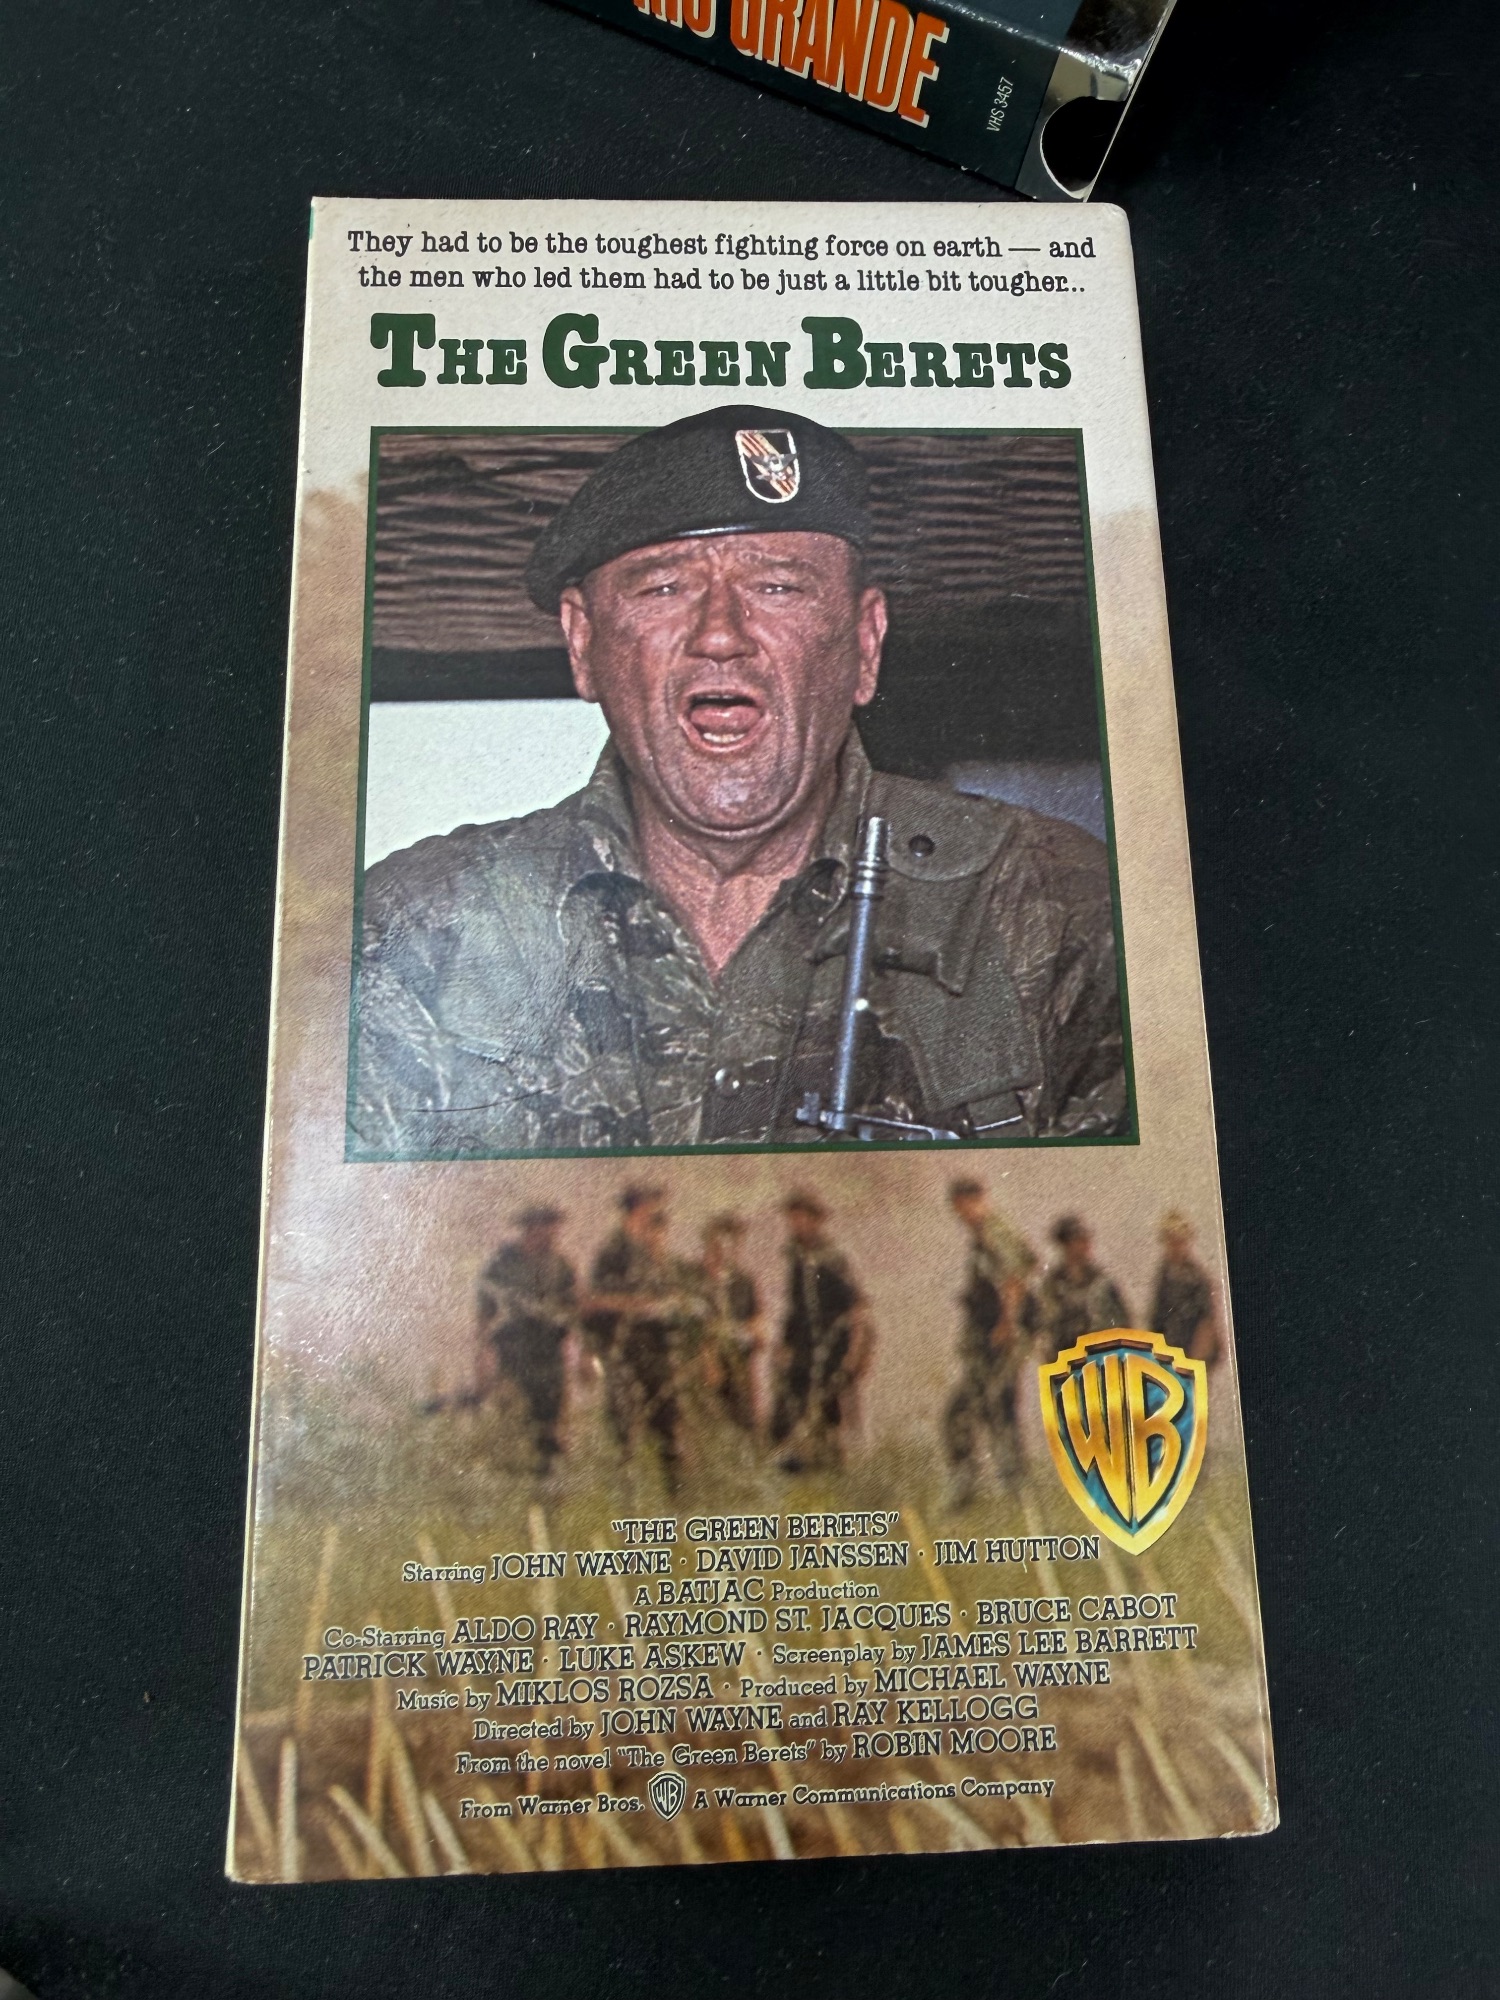 RIO GRANDE
VHS 3457
They had to be the toughest fighting force on earth — and
the men who led them had to be just a little bit tougher...
THE GREEN BERETS
WB
"THE GREEN BERETS"
Starring JOHN WAYNE · DAVID JANSSEN · JIM HUTTON
A BATJAC Production
Co-Starring ALDO RAY · RAYMOND ST. JACQUES · BRUCE CABOT
PATRICK WAYNE · LUKE ASKEW · Screenplay by JAMES LEE BARRETT
Music by MIKLOS ROZSA · Produced by MICHAEL WAYNE
Directed by JOHN WAYNE and RAY KELLOGG
From the novel "The Green Berets" by ROBIN MOORE
From Warner Bros. WB A Warner Communications Company